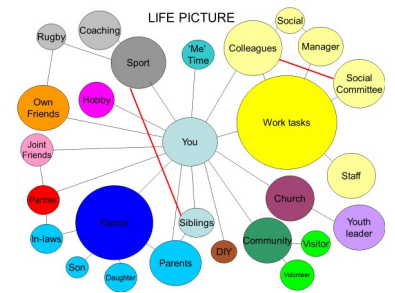 LIFE PICTURE
Social
Coaching
Rugby
'Me'
Time
Colleagues
Manager
Sport
Social
Committee
Hobby
Own
Friends
Work tasks
You
Joint
Friends
Staff
Partner
Church
Family
Siblings
Youth
leader
In-laws
Community
Visitor
DIY
Parents
Son
Daughter
Volunteer